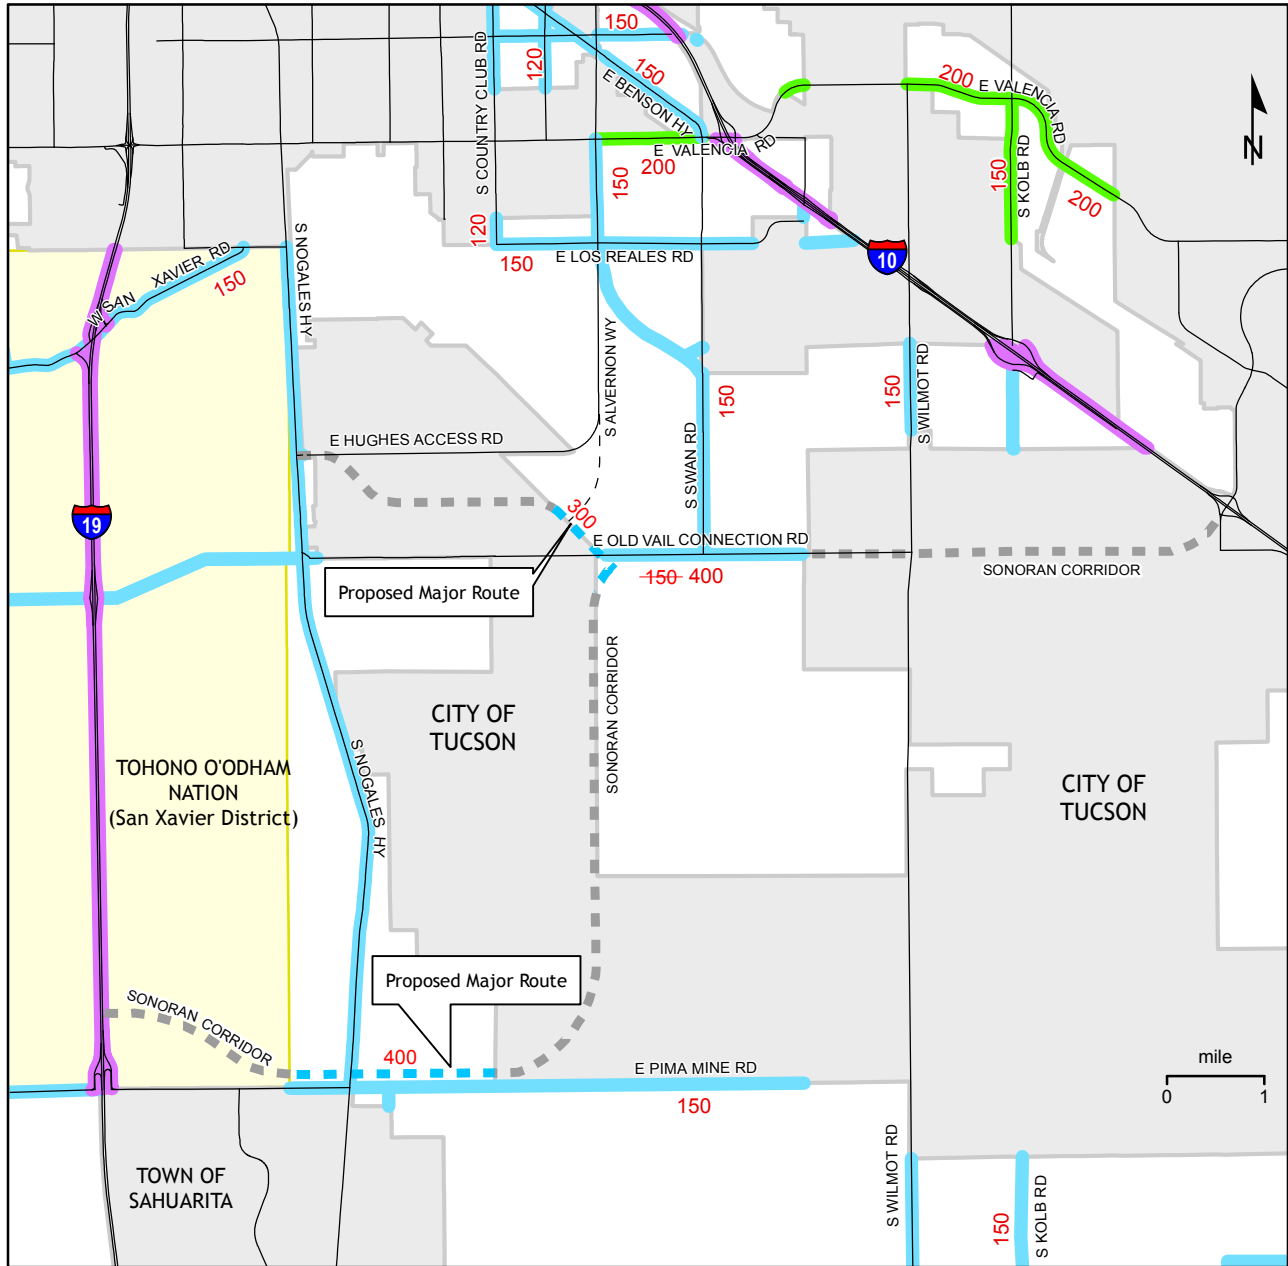 150
S COUNTRY CLUB RD
120
150
E BENSON HY
200
E VALENCIA RD
N
E VALENCIA RD
200
150
150
S KOLB RD
200
120
S NOGALES HY
W SAN XAVIER RD
150
150
E LOS REALES RD
10
S ALVERNON WY
150
S WILMOT RD
150
E HUGHES ACCESS RD
S SWAN RD
19
300
E OLD VAIL CONNECTION RD
150 400
SONORAN CORRIDOR
Proposed Major Route
SONORAN CORRIDOR
CITY OF
TUCSON
S NOGALES HY
TOHONO O'ODHAM
NATION
(San Xavier District)
CITY OF
TUCSON
Proposed Major Route
SONORAN CORRIDOR
400
E PIMA MINE RD
150
mile
0 1
TOWN OF
SAHUARITA
S WILMOT RD
150
S KOLB RD